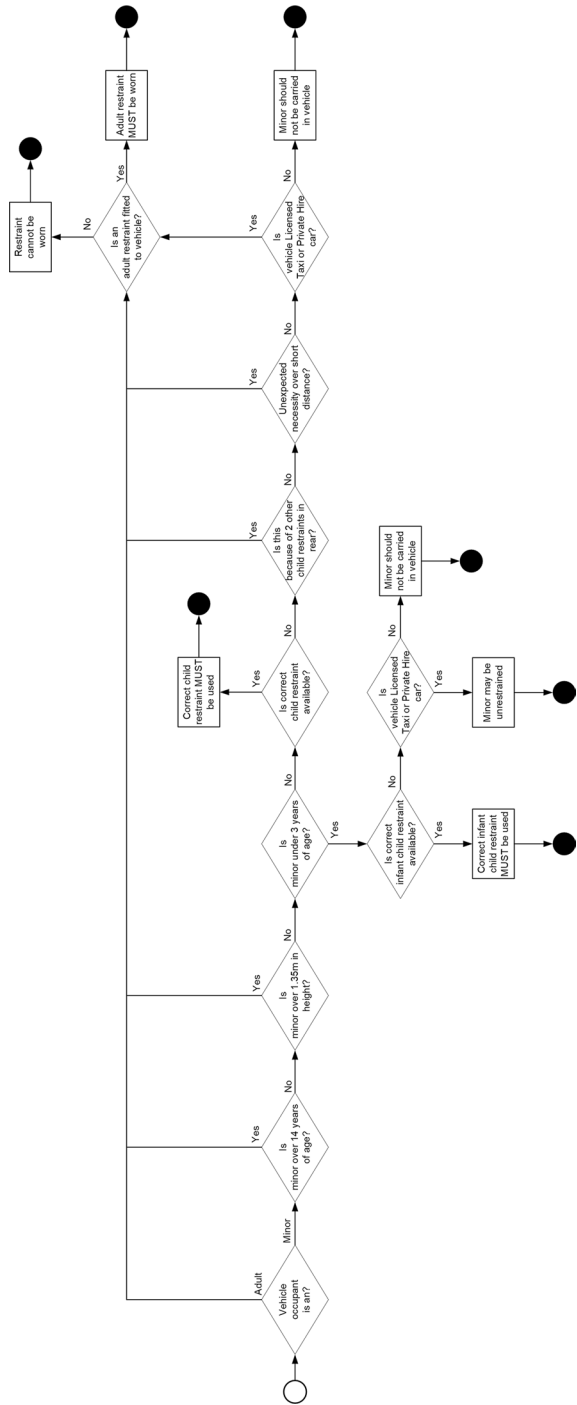 Vehicle
occupant
is an?
Adult
Minor
Is
minor over 14 years
of age?
Yes
No
Is
minor over 1.35m in
height?
Yes
No
Is
minor under 3 years
of age?
No
Yes
Is correct
child restraint
available?
Yes
No
Correct child
restraint MUST
be used
Is this
because of 2 other
child restraints in
rear?
Yes
No
Unexpected
necessity over short
distance?
Yes
No
Is
vehicle Licensed
Taxi or Private Hire
car?
Yes
No
Minor should
not be carried
in vehicle
Is an
adult restraint fitted
to vehicle?
No
Yes
Restraint
cannot be
worn
Adult restraint
MUST be worn
Is correct
infant child restraint
available?
No
Yes
Correct infant
child restraint
MUST be used
Is
vehicle Licensed
Taxi or Private Hire
car?
No
Yes
Minor may be
unrestrained
Minor should
not be carried
in vehicle